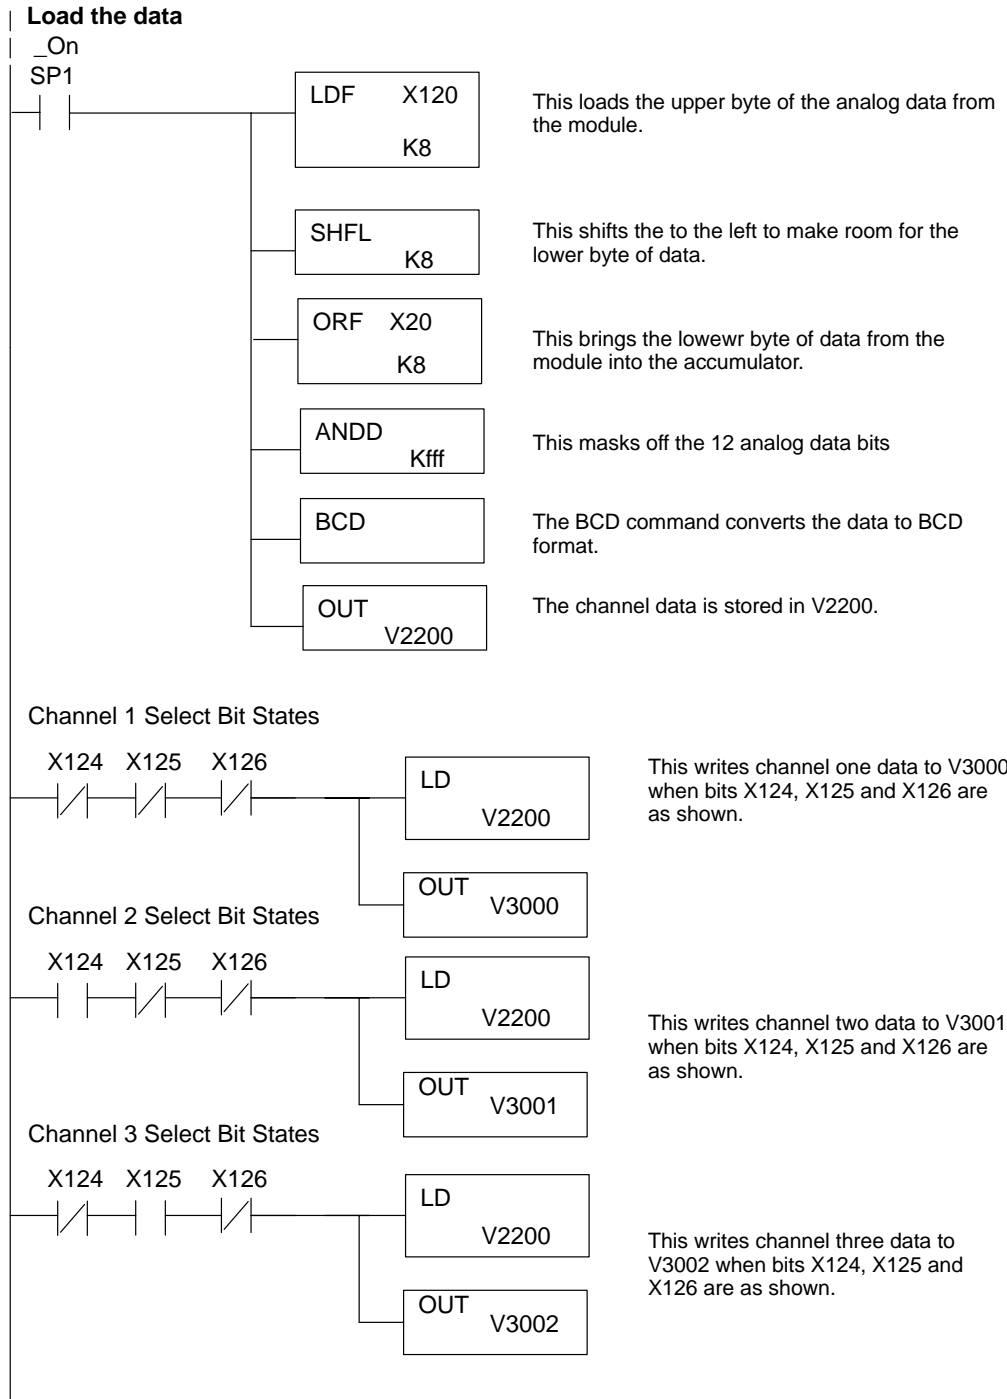 Load the data
_On
SP1
LDF X120
K8
This loads the upper byte of the analog data from
the module.
SHFL
K8
This shifts the to the left to make room for the
lower byte of data.
ORF X20
K8
This brings the lowewr byte of data from the
module into the accumulator.
ANDD
Kfff
This masks off the 12 analog data bits
BCD
The BCD command converts the data to BCD
format.
OUT
V2200
The channel data is stored in V2200.
Channel 1 Select Bit States
X124 X125 X126
LD
V2200
This writes channel one data to V3000
when bits X124, X125 and X126 are
as shown.
OUT
V3000
Channel 2 Select Bit States
X124 X125 X126
LD
V2200
This writes channel two data to V3001
when bits X124, X125 and X126 are
as shown.
OUT
V3001
Channel 3 Select Bit States
X124 X125 X126
LD
V2200
This writes channel three data to
V3002 when bits X124, X125 and
X126 are as shown.
OUT
V3002